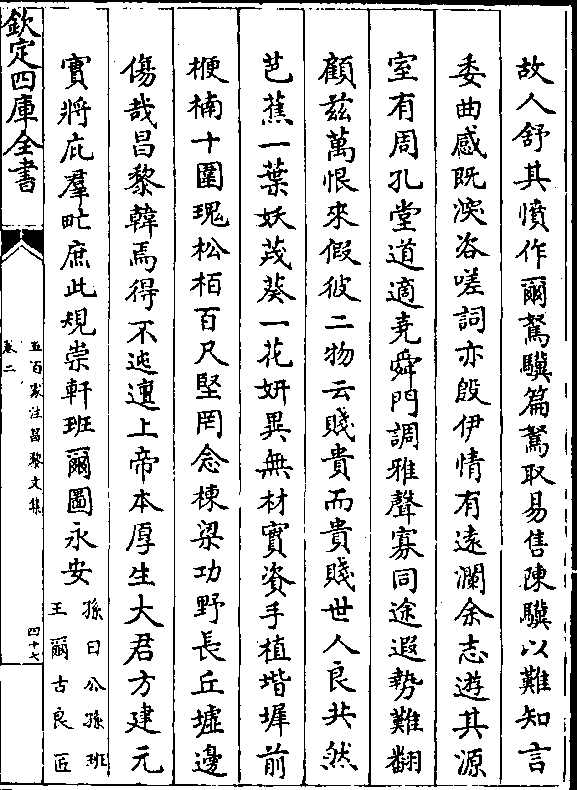 故人舒其憤作爾駑驥篇駑取易售陳驥以難知言
委曲感既深咨嗟詞亦殷伊情有遠瀾余志遊其源
室有周孔堂道適堯舜門調雅聲寡同途遐勢難翻
顧茲萬恨來假彼二物云賤貴而貴賤世人良共然
芭蕉一葉妖茂葵一花妍異無材實資手植堦墀前
楩楠十圍瑰松栢百尺堅罔念棟梁功野長丘墟邊
傷哉昌黎韓焉得不迍邅上帝本厚生大君方建元
實將庇羣甿庶此規崇軒班爾圖永安
孫曰公孫班
王爾古良匠
欽定四庫全書
五百家注昌黎文集
卷二
四十七